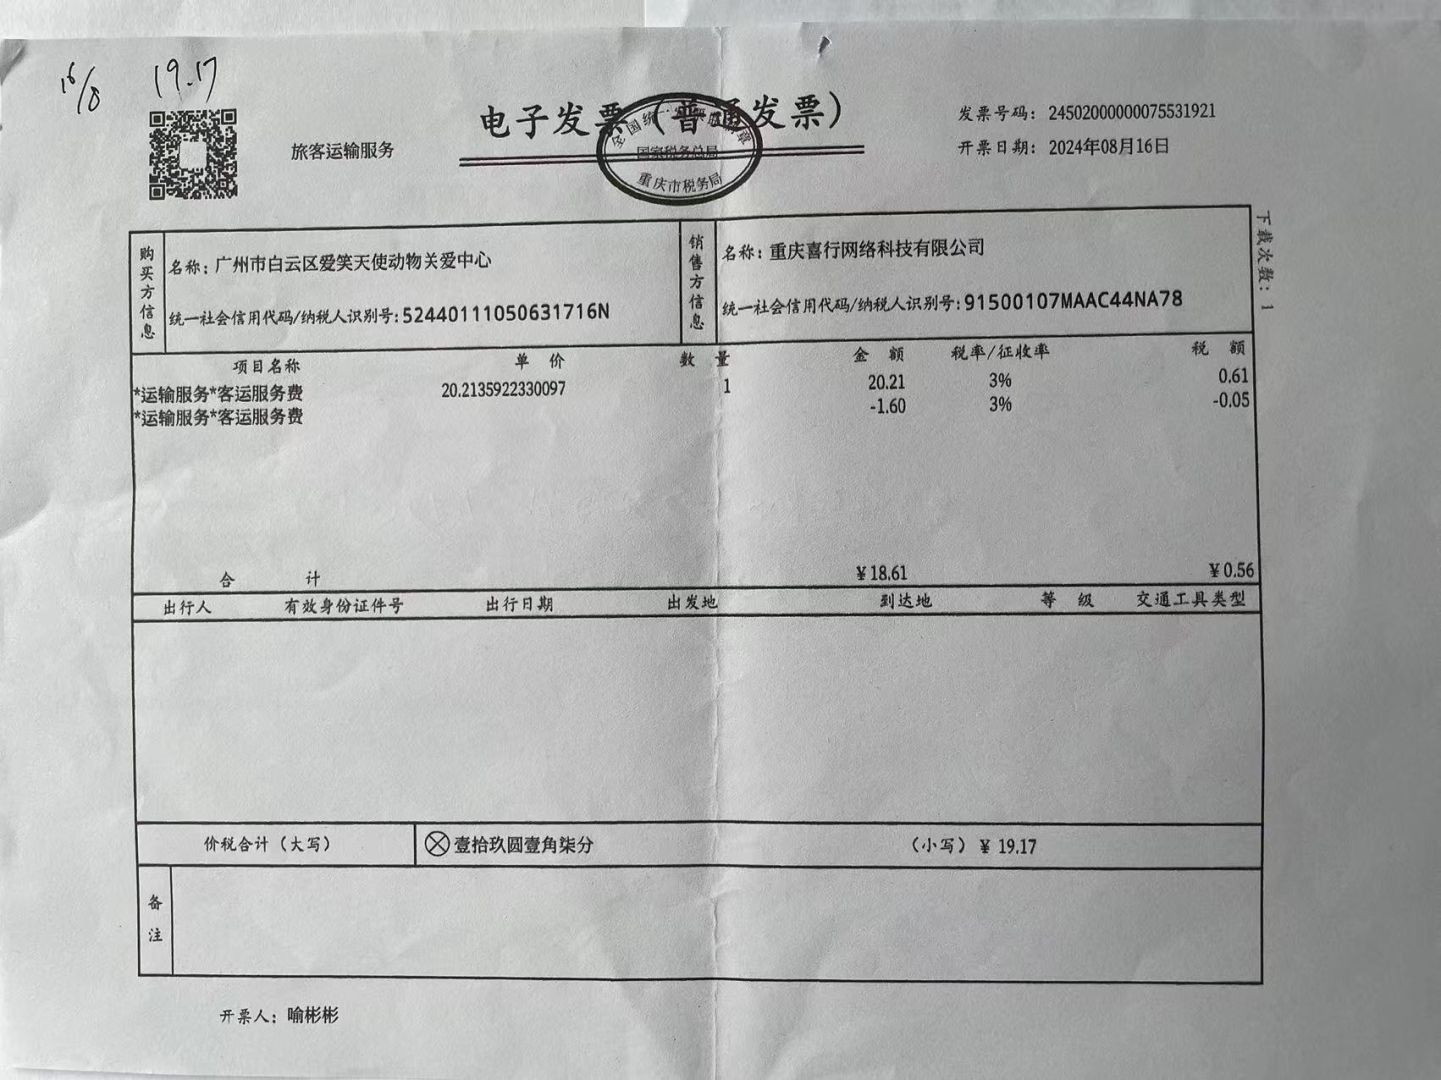 16/8 19.17
电子发票（普通发票）
旅客运输服务
全国统一发票监制章
国家税务总局
重庆市税务局
发票号码：24502000000075531921
开票日期：2024年08月16日
下载次数：1
购买方信息
名称：广州市白云区爱笑天使动物关爱中心
统一社会信用代码/纳税人识别号：52440111050631716N
销售方信息
名称：重庆喜行网络科技有限公司
统一社会信用代码/纳税人识别号：91500107MAAC44NA78
项目名称 单价 数量 金额 税率/征收率 税额
*运输服务*客运服务费 20.2135922330097 1 20.21 3% 0.61
*运输服务*客运服务费 -1.60 3% -0.05
合计 ¥18.61 ¥0.56
出行人 有效身份证件号 出行日期 出发地 到达地 等级 交通工具类型
价税合计（大写） 壹拾玖圆壹角柒分 （小写）¥ 19.17
备注
开票人：喻彬彬